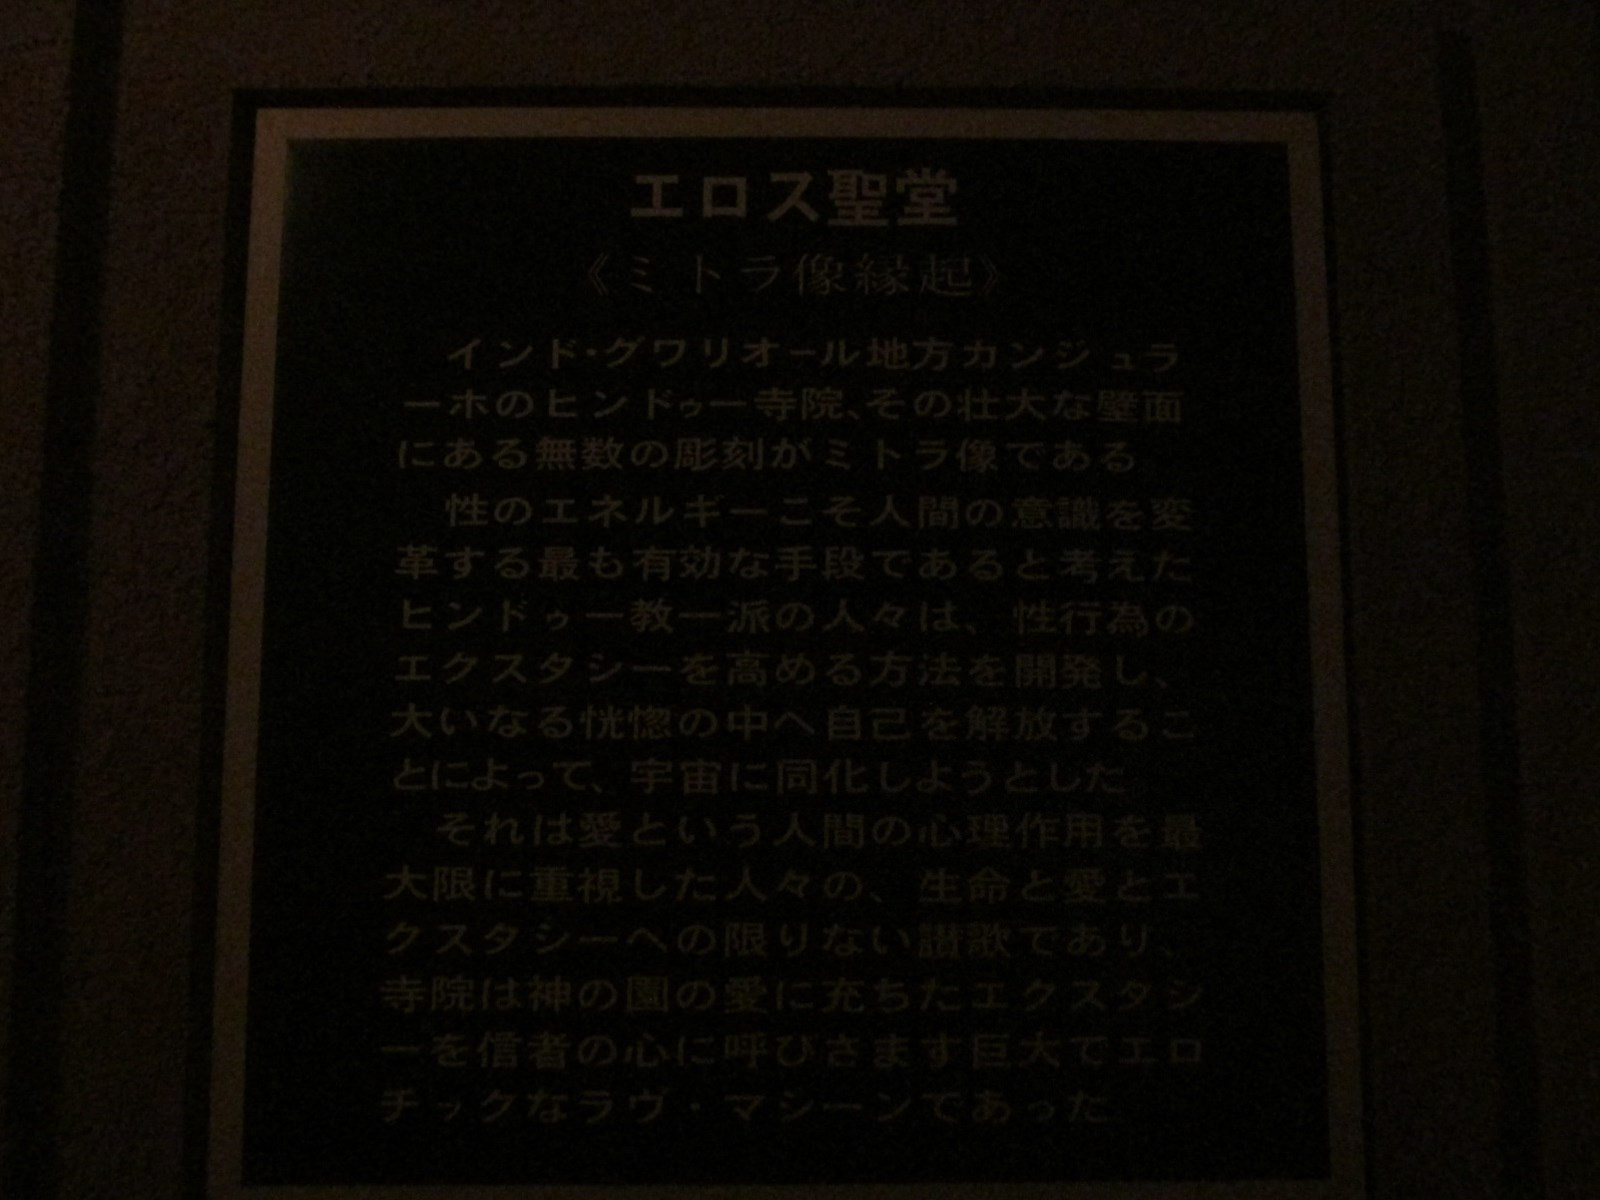 エロス聖堂
《ミトラ像縁起》
インド・グワリオール地方カンジュラ
ーホのヒンドゥー寺院、その壮大な壁面
にある無数の彫刻がミトラ像である
性のエネルギーこそ人間の意識を変
革する最も有効な手段であると考えた
ヒンドゥー教一派の人々は、性行為の
エクスタシーを高める方法を開発し、
大いなる恍惚の中へ自己を解放するこ
とによって、宇宙に同化しようとした
それは愛という人間の心理作用を最
大限に重視した人々の、生命と愛とエ
クスタシーへの限りない讃歌であり、
寺院は神の園の愛に充ちたエクスタシ
ーを信者の心に呼びさます巨大でエロ
チックなラヴ・マシーンであった